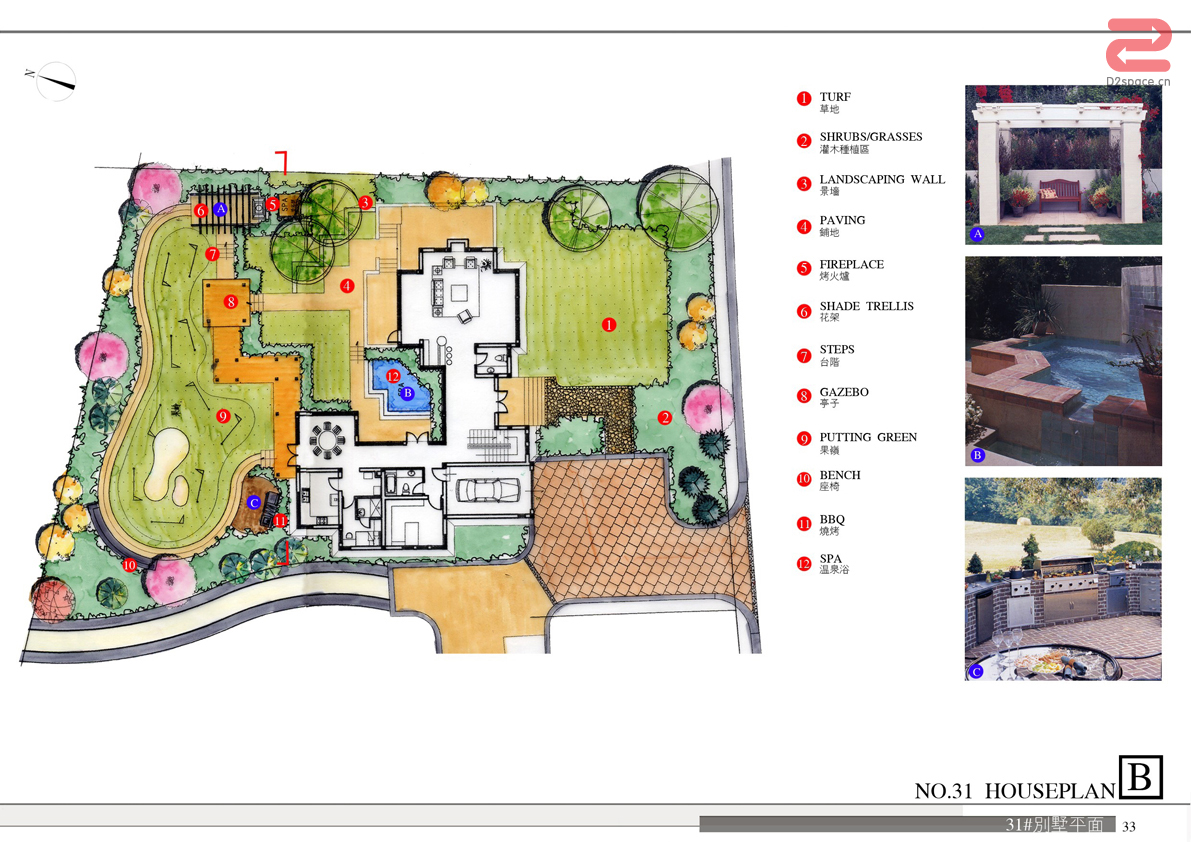 D2space.cn
N
1 TURF
草地
2 SHRUBS/GRASSES
灌木種植區
3 LANDSCAPING WALL
景墻
4 PAVING
鋪地
5 FIREPLACE
烤火爐
6 SHADE TRELLIS
花架
7 STEPS
台階
8 GAZEBO
亭子
9 PUTTING GREEN
果嶺
10 BENCH
座椅
11 BBQ
燒烤
12 SPA
溫泉浴
A
B
C
6 A 5 SPA 3
7
8 4
1
12 B
9 2
C
11
10
NO.31 HOUSEPLAN B
31#別墅平面 33